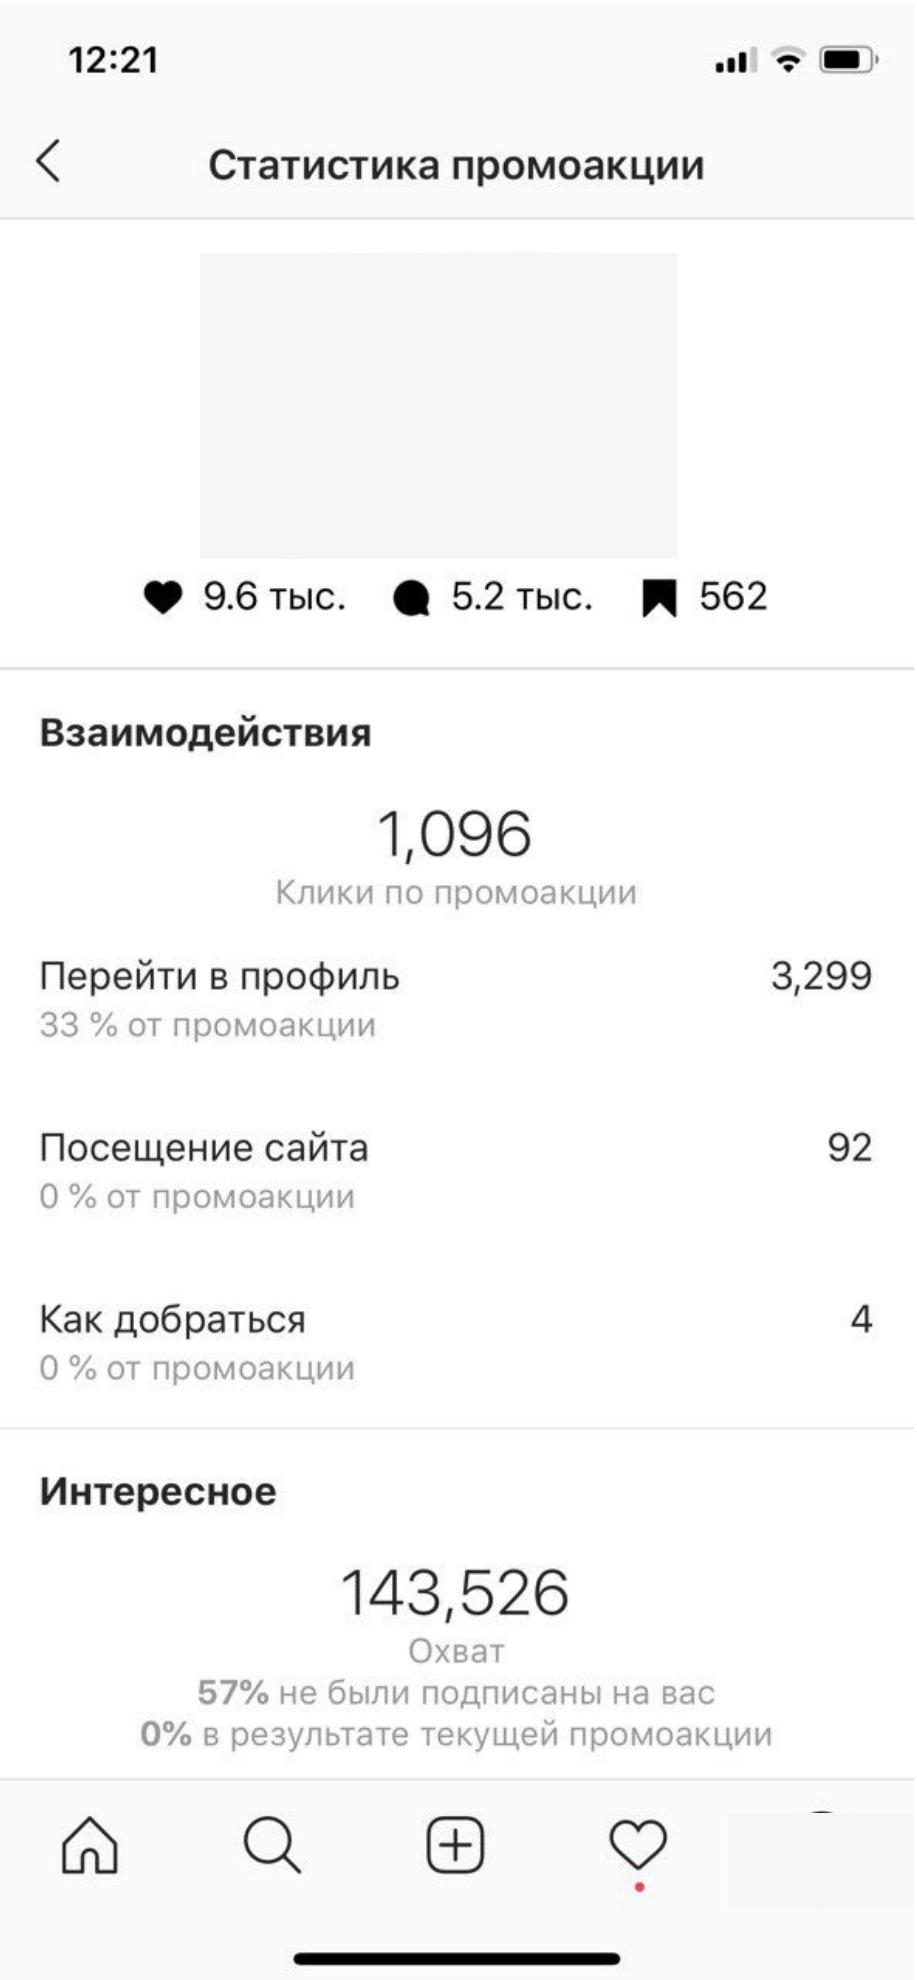 12:21
Статистика промоакции
9.6 тыс. 5.2 тыс. 562
Взаимодействия
1,096
Клики по промоакции
Перейти в профиль 3,299
33 % от промоакции
Посещение сайта 92
0 % от промоакции
Как добраться 4
0 % от промоакции
Интересное
143,526
Охват
57% не были подписаны на вас
0% в результате текущей промоакции